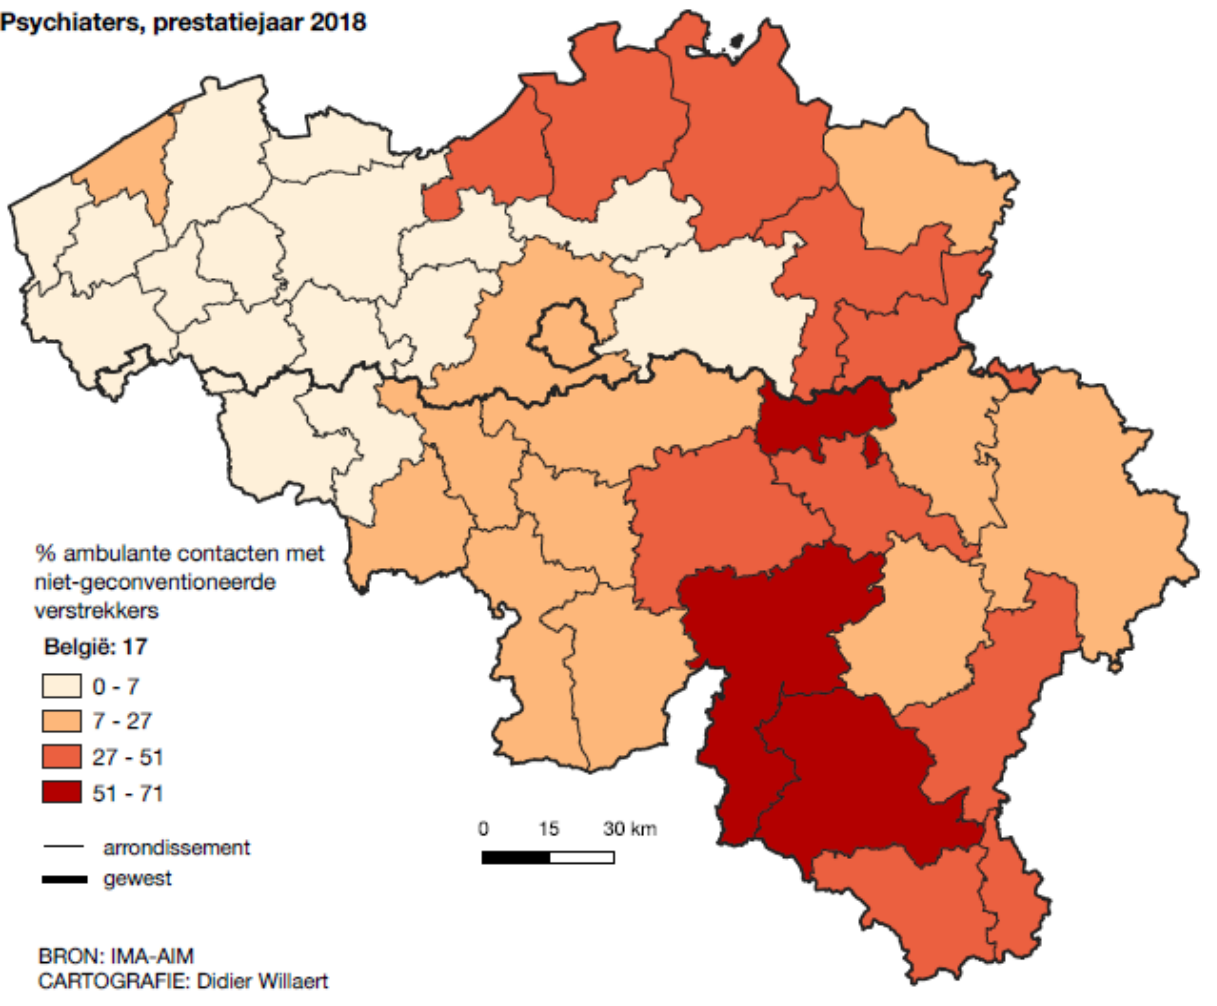 Psychiaters, prestatiejaar 2018
% ambulante contacten met
niet-geconventioneerde
verstrekkers
België: 17
0 - 7
7 - 27
27 - 51
51 - 71
arrondissement
gewest
0 15 30 km
BRON: IMA-AIM
CARTOGRAFIE: Didier Willaert